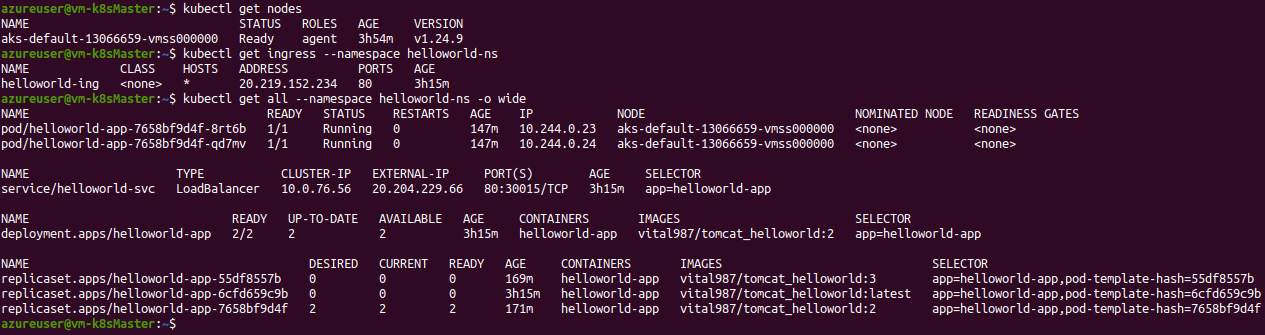 azureuser@vm-k8sMaster:~$ kubectl get nodes
NAME STATUS ROLES AGE VERSION
aks-default-13066659-vmss000000 Ready agent 3h54m v1.24.9
azureuser@vm-k8sMaster:~$ kubectl get ingress --namespace helloworld-ns
NAME CLASS HOSTS ADDRESS PORTS AGE
helloworld-ing <none> * 20.219.152.234 80 3h15m
azureuser@vm-k8sMaster:~$ kubectl get all --namespace helloworld-ns -o wide
NAME READY STATUS RESTARTS AGE IP NODE NOMINATED NODE READINESS GATES
pod/helloworld-app-7658bf9d4f-8rt6b 1/1 Running 0 147m 10.244.0.23 aks-default-13066659-vmss000000 <none> <none>
pod/helloworld-app-7658bf9d4f-qd7mv 1/1 Running 0 147m 10.244.0.24 aks-default-13066659-vmss000000 <none> <none>
NAME TYPE CLUSTER-IP EXTERNAL-IP PORT(S) AGE SELECTOR
service/helloworld-svc LoadBalancer 10.0.76.56 20.204.229.66 80:30015/TCP 3h15m app=helloworld-app
NAME READY UP-TO-DATE AVAILABLE AGE CONTAINERS IMAGES SELECTOR
deployment.apps/helloworld-app 2/2 2 2 3h15m helloworld-app vital987/tomcat_helloworld:2 app=helloworld-app
NAME DESIRED CURRENT READY AGE CONTAINERS IMAGES SELECTOR
replicaset.apps/helloworld-app-55df8557b 0 0 0 169m helloworld-app vital987/tomcat_helloworld:3 app=helloworld-app,pod-template-hash=55df8557b
replicaset.apps/helloworld-app-6cfd659c9b 0 0 0 3h15m helloworld-app vital987/tomcat_helloworld:latest app=helloworld-app,pod-template-hash=6cfd659c9b
replicaset.apps/helloworld-app-7658bf9d4f 2 2 2 171m helloworld-app vital987/tomcat_helloworld:2 app=helloworld-app,pod-template-hash=7658bf9d4f
azureuser@vm-k8sMaster:~$